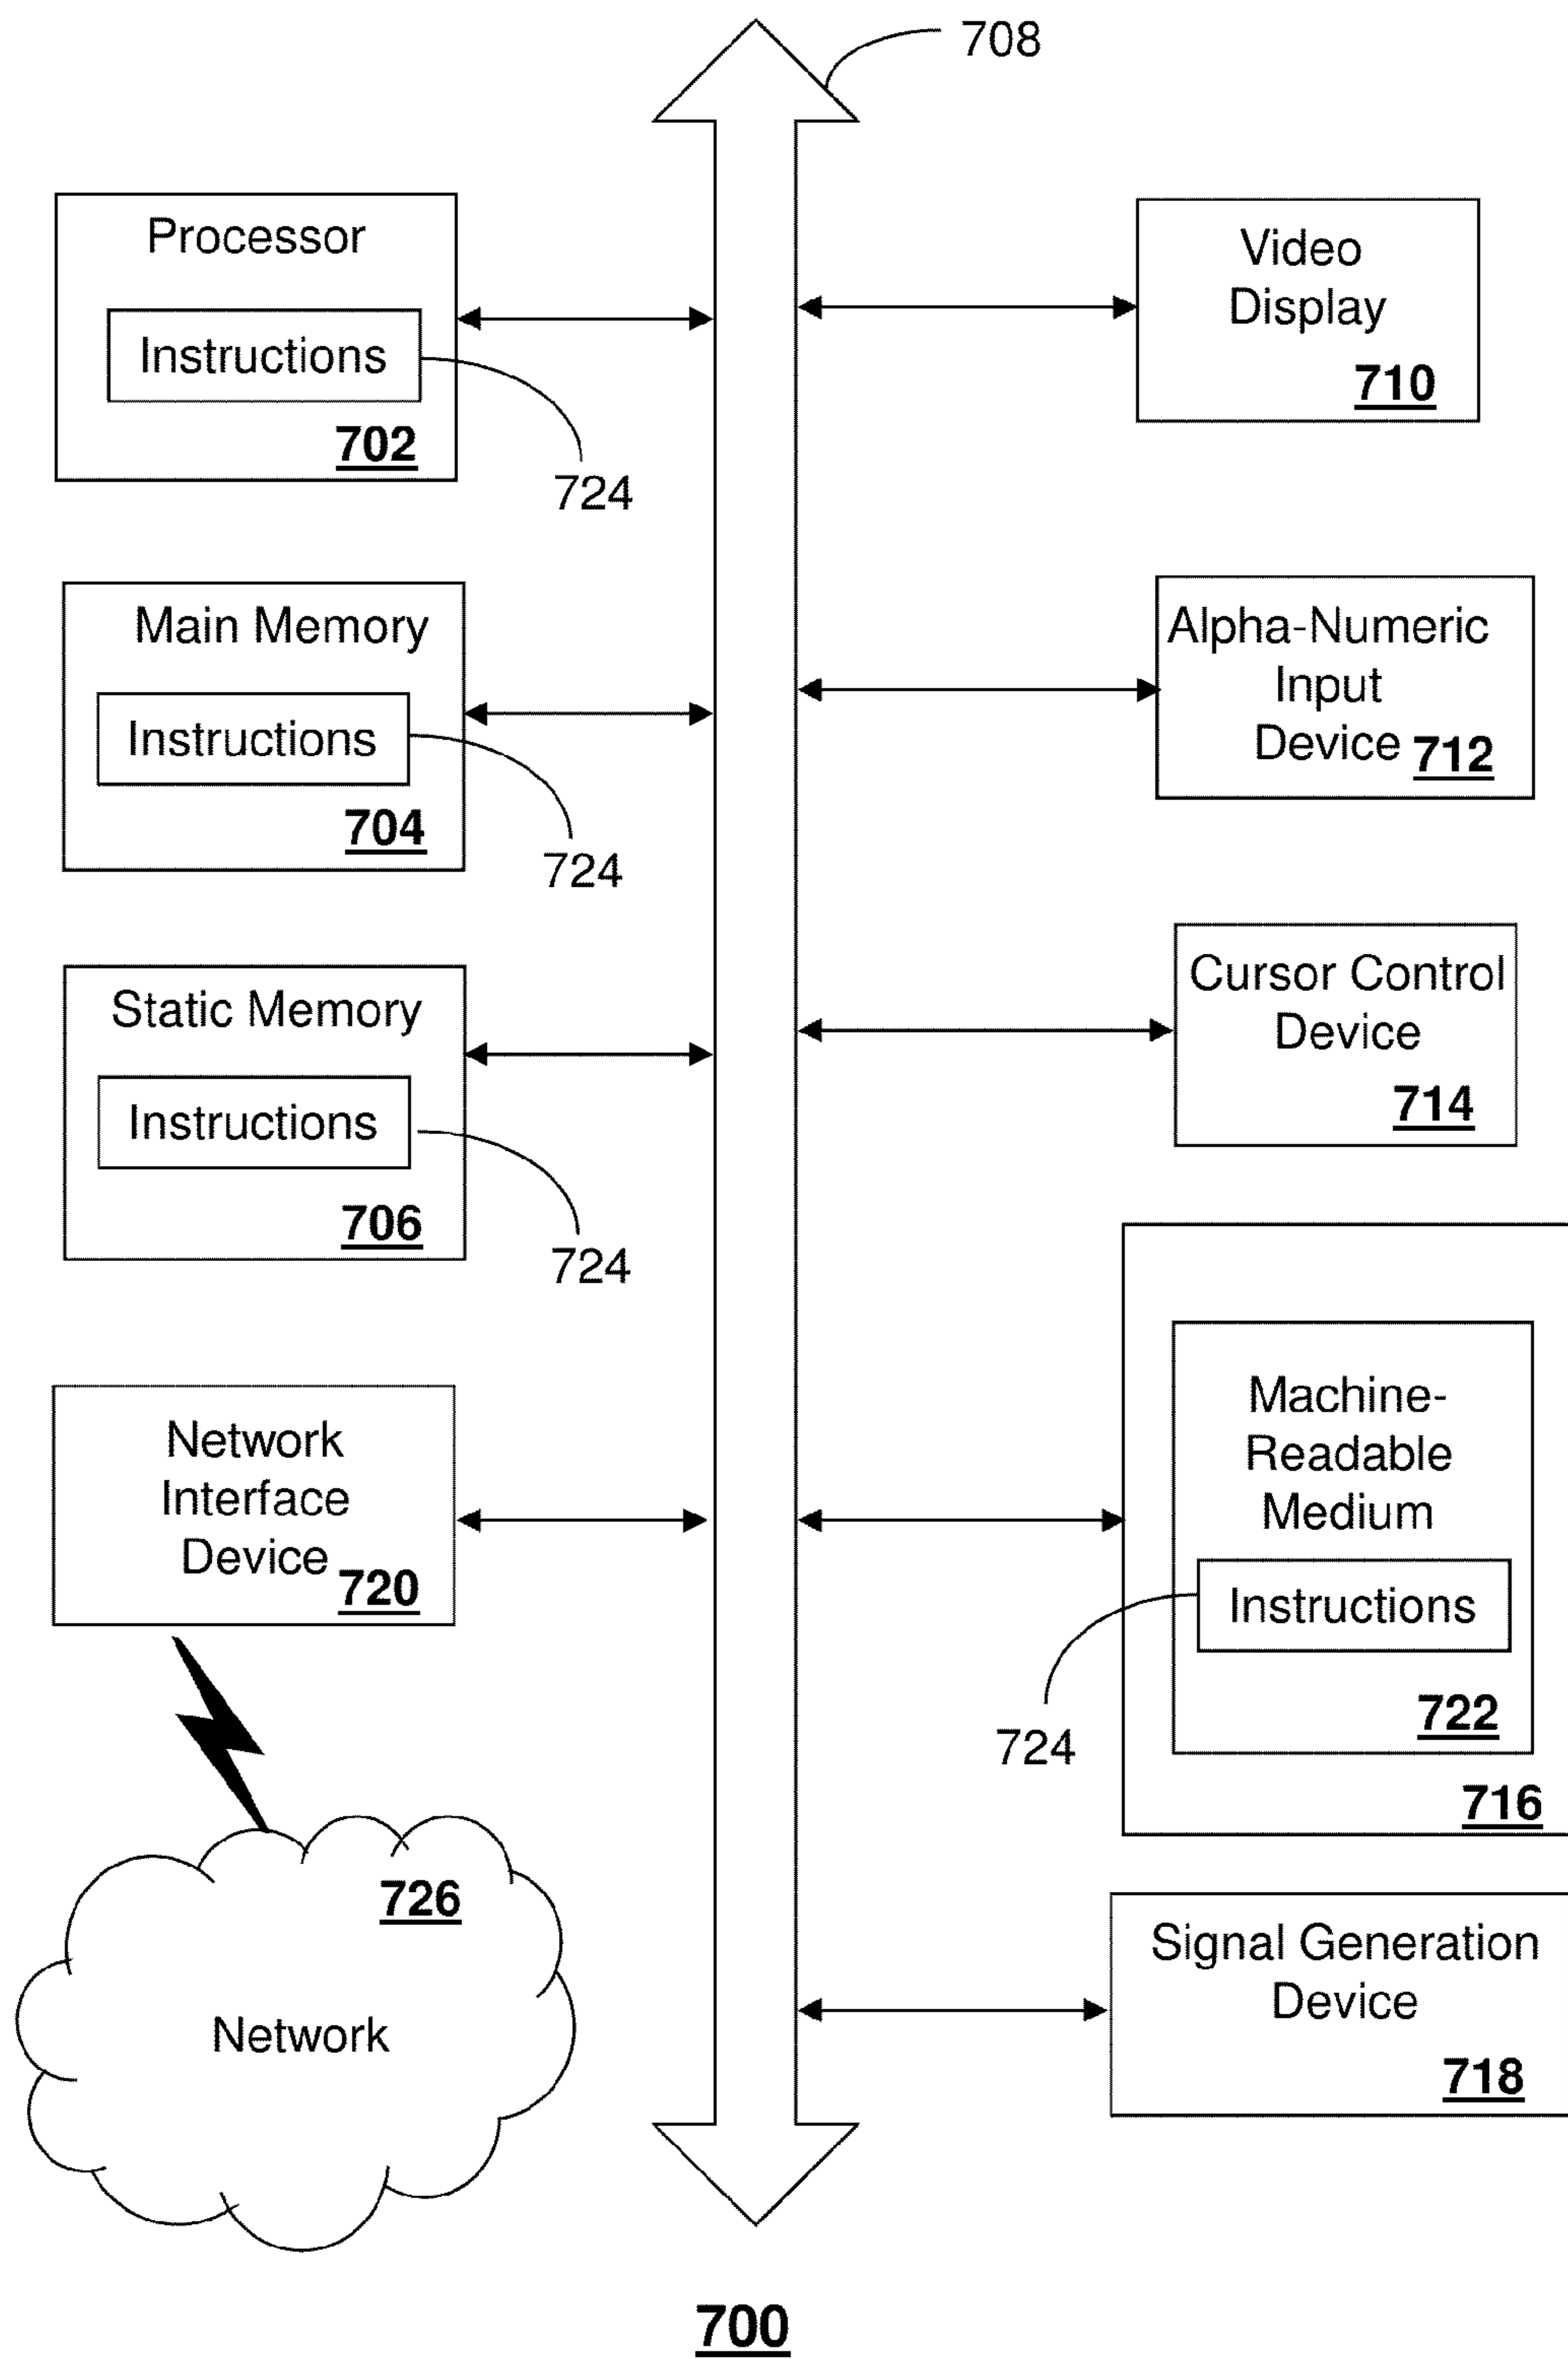 708
Processor
Instructions
702
724
Main Memory
Instructions
704
724
Static Memory
Instructions
706
724
Network
Interface
Device
720
726
Network
Video
Display
710
Alpha-Numeric
Input
Device
712
Cursor Control
Device
714
Machine-
Readable
Medium
Instructions
722
724
716
Signal Generation
Device
718
700